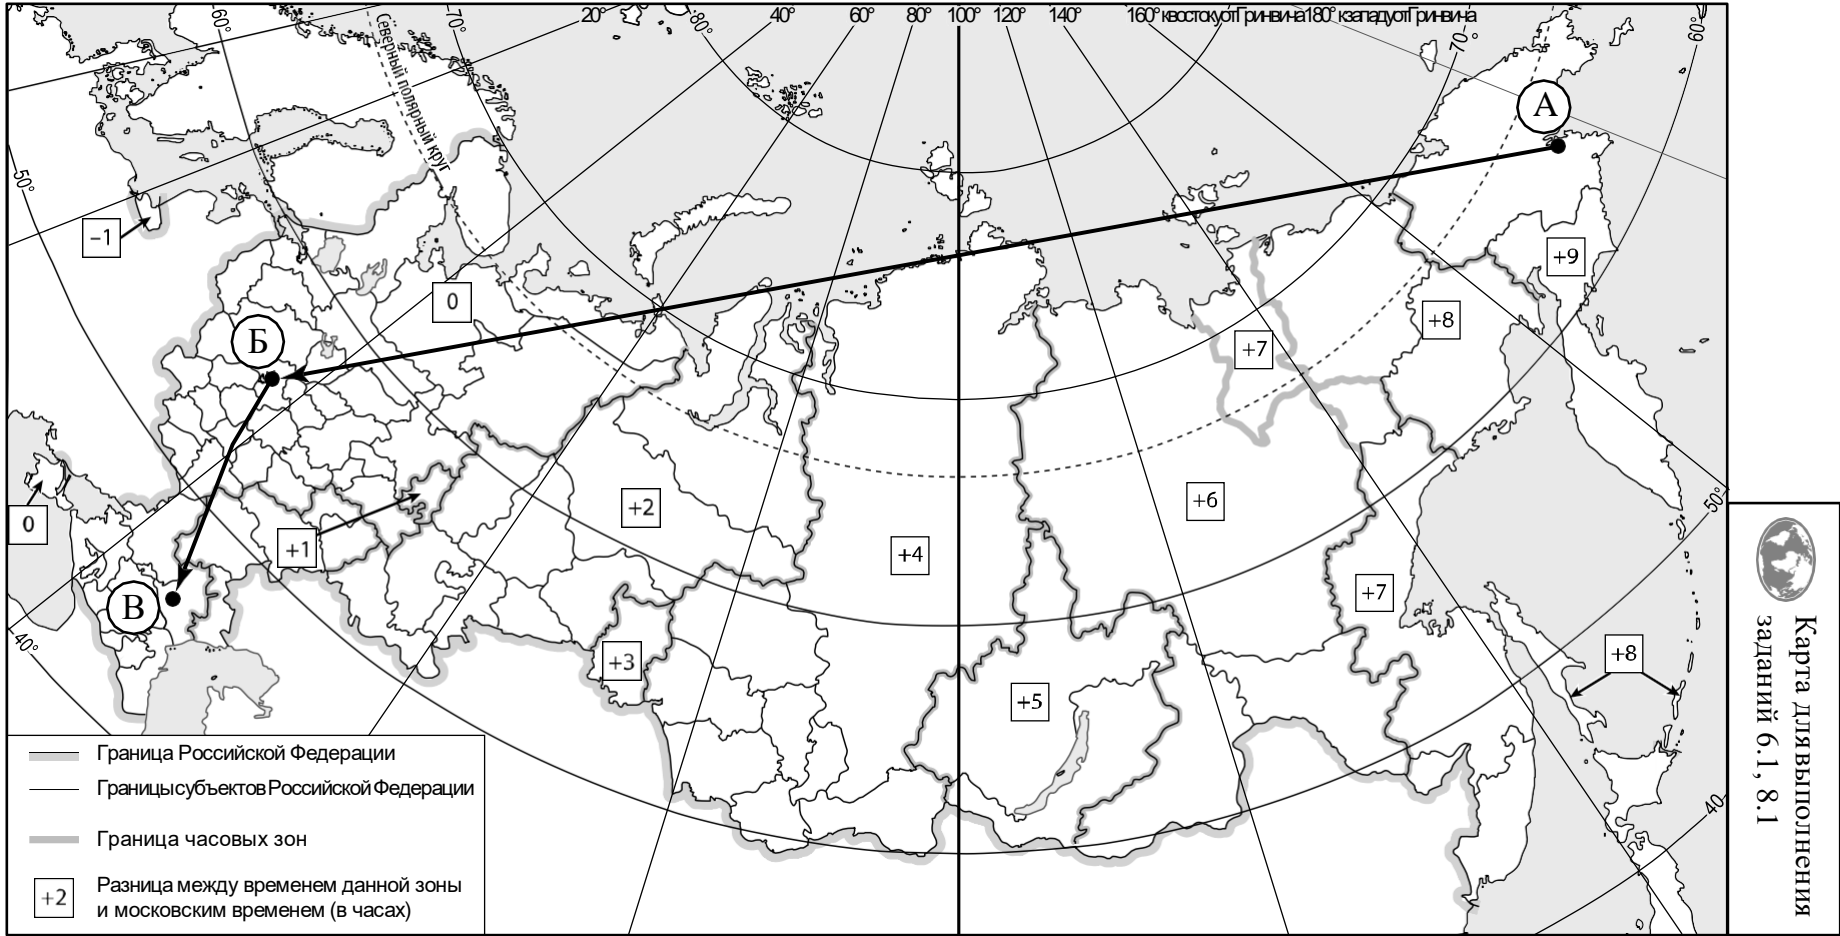 60°
70°
20°
80°
40°
60°
80°
100°
120°
140°
160° к востоку от Гринвича 180° к западу от Гринвича
70°
60°
Северный полярный круг
А
50°
–1
0
+9
+8
+7
Б
0
+2
+6
50°
+1
+4
+7
В
40°
+3
+5
+8
40
Граница Российской Федерации
Границы субъектов Российской Федерации
Граница часовых зон
+2
Разница между временем данной зоны
и московским временем (в часах)
Карта для выполнения
заданий 6.1, 8.1